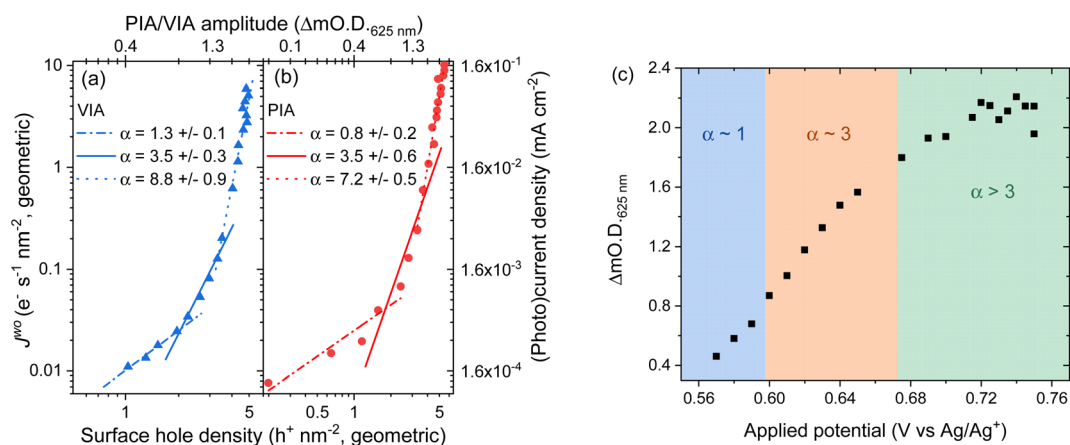 PIA/VIA amplitude (ΔmO.D.625 nm)
0.4 1.3 0.1 0.4 1.3
(a)
VIA
α = 1.3 +/- 0.1
α = 3.5 +/- 0.3
α = 8.8 +/- 0.9
(b)
PIA
α = 0.8 +/- 0.2
α = 3.5 +/- 0.6
α = 7.2 +/- 0.5
J^wo (e⁻ s⁻¹ nm⁻², geometric)
10
1
0.1
0.01
1.6x10⁻¹
1.6x10⁻²
1.6x10⁻³
1.6x10⁻⁴
(Photo)current density (mA cm⁻²)
1 5 0.5 1 5
Surface hole density (h⁺ nm⁻², geometric)
(c)
ΔmO.D.625 nm
2.4
2.0
1.6
1.2
0.8
0.4
α ~ 1
α ~ 3
α > 3
0.56 0.60 0.64 0.68 0.72 0.76
Applied potential (V vs Ag/Ag⁺)